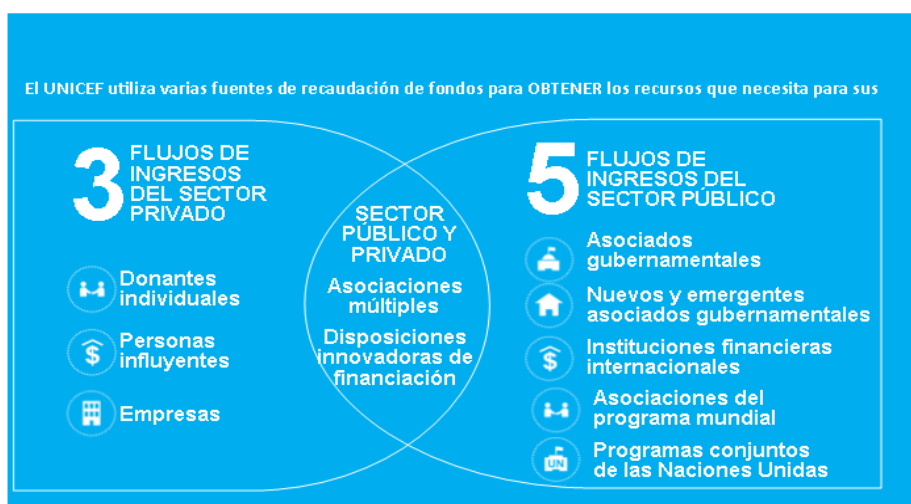 El UNICEF utiliza varias fuentes de recaudación de fondos para OBTENER los recursos que necesita para sus
3
FLUJOS DE
INGRESOS
DEL SECTOR
PRIVADO
Donantes
individuales
Personas
influyentes
Empresas
SECTOR
PÚBLICO Y
PRIVADO
Asociaciones
múltiples
Disposiciones
innovadoras de
financiación
5
FLUJOS DE
INGRESOS DEL
SECTOR PÚBLICO
Asociados
gubernamentales
Nuevos y emergentes
asociados gubernamentales
Instituciones financieras
internacionales
Asociaciones del
programa mundial
UN
Programas conjuntos
de las Naciones Unidas